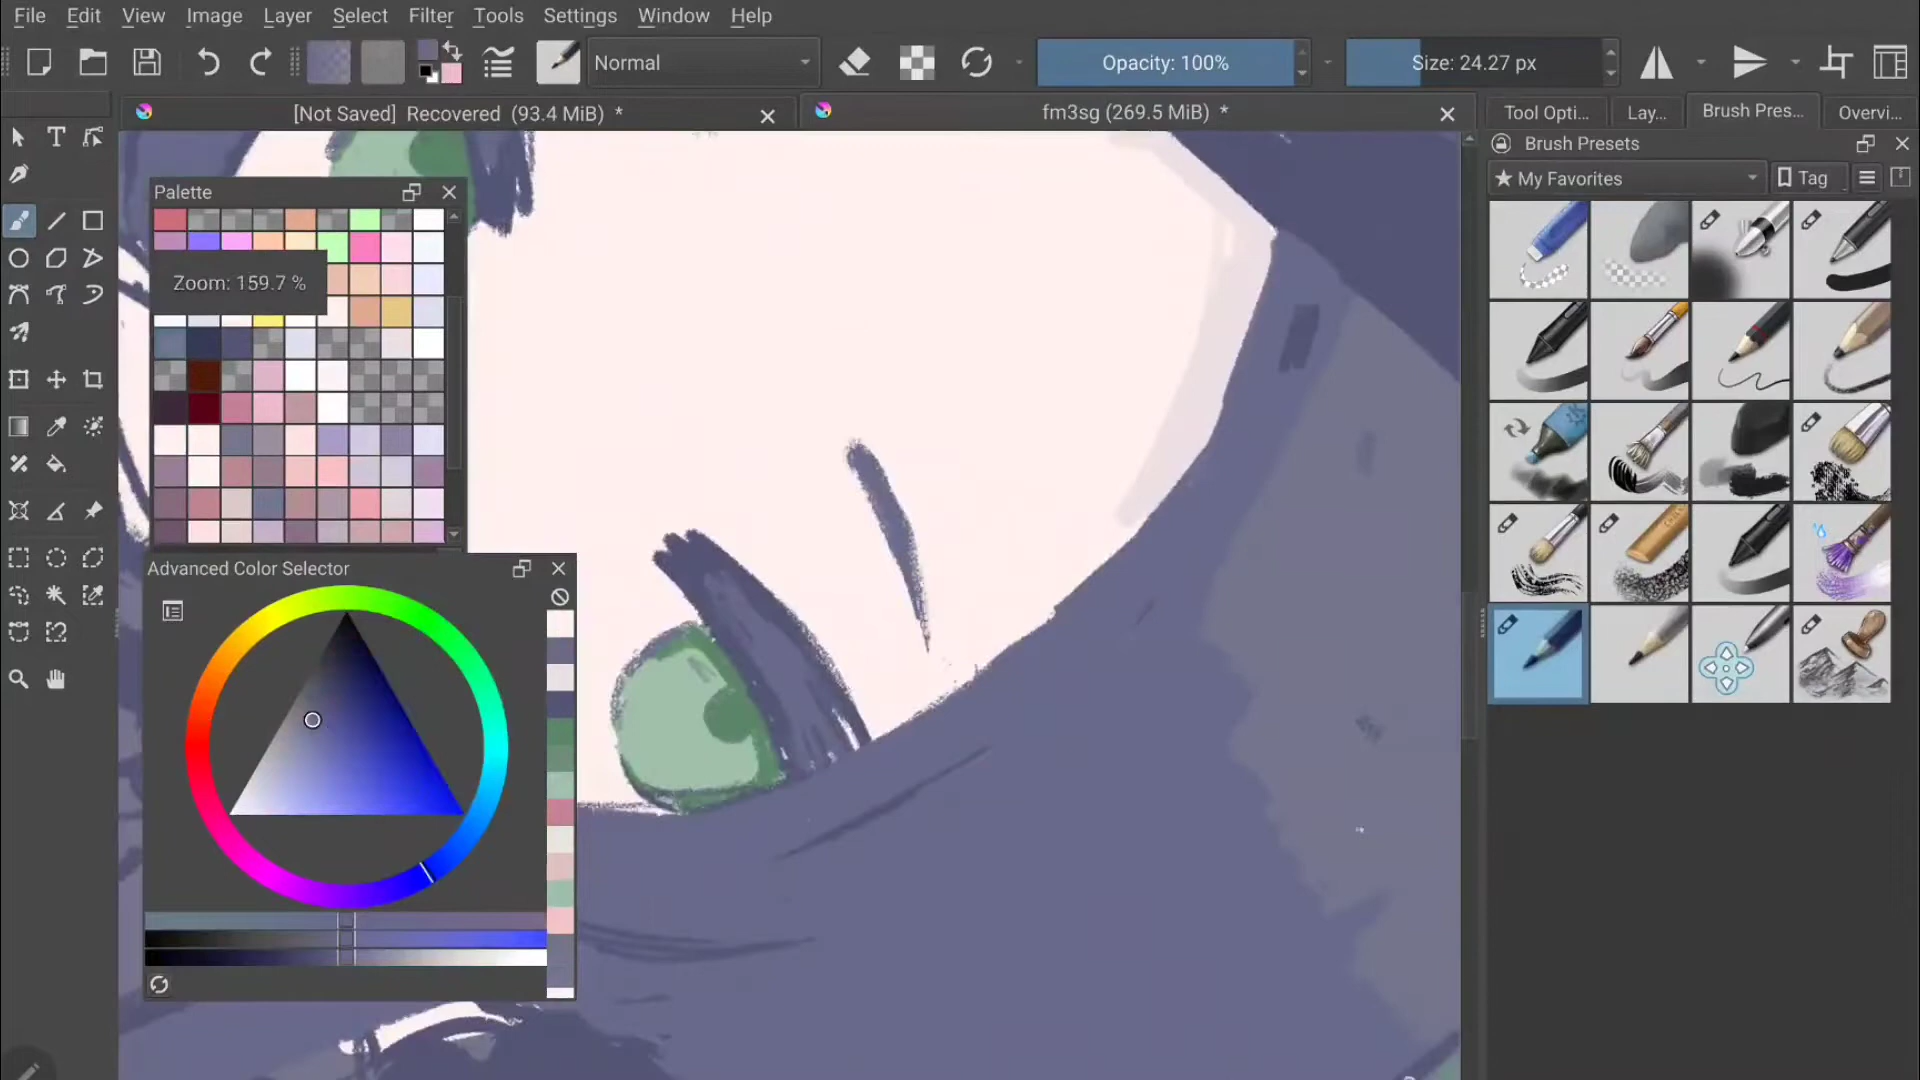 File Edit View Image Layer Select Filter Tools Settings Window Help
Normal Opacity: 100% Size: 24.27 px
[Not Saved] Recovered (93.4 MiB) *
fm3sg (269.5 MiB) *
Tool Opti... Lay... Brush Pres... Overvi...
Brush Presets
My Favorites Tag
Palette
Zoom: 159.7 %
Advanced Color Selector